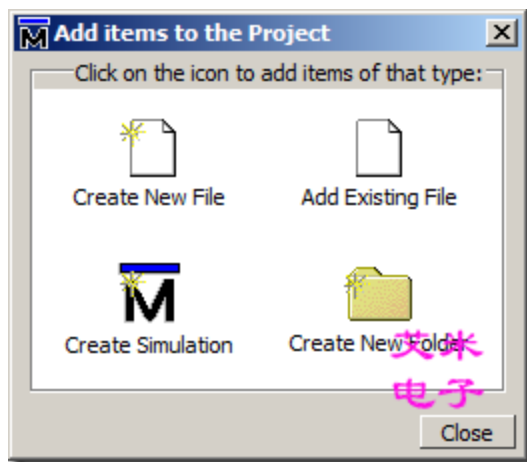 Add items to the Project
Click on the icon to add items of that type:
Create New File
Add Existing File
Create Simulation
Create New Folder
艾米
电子
Close